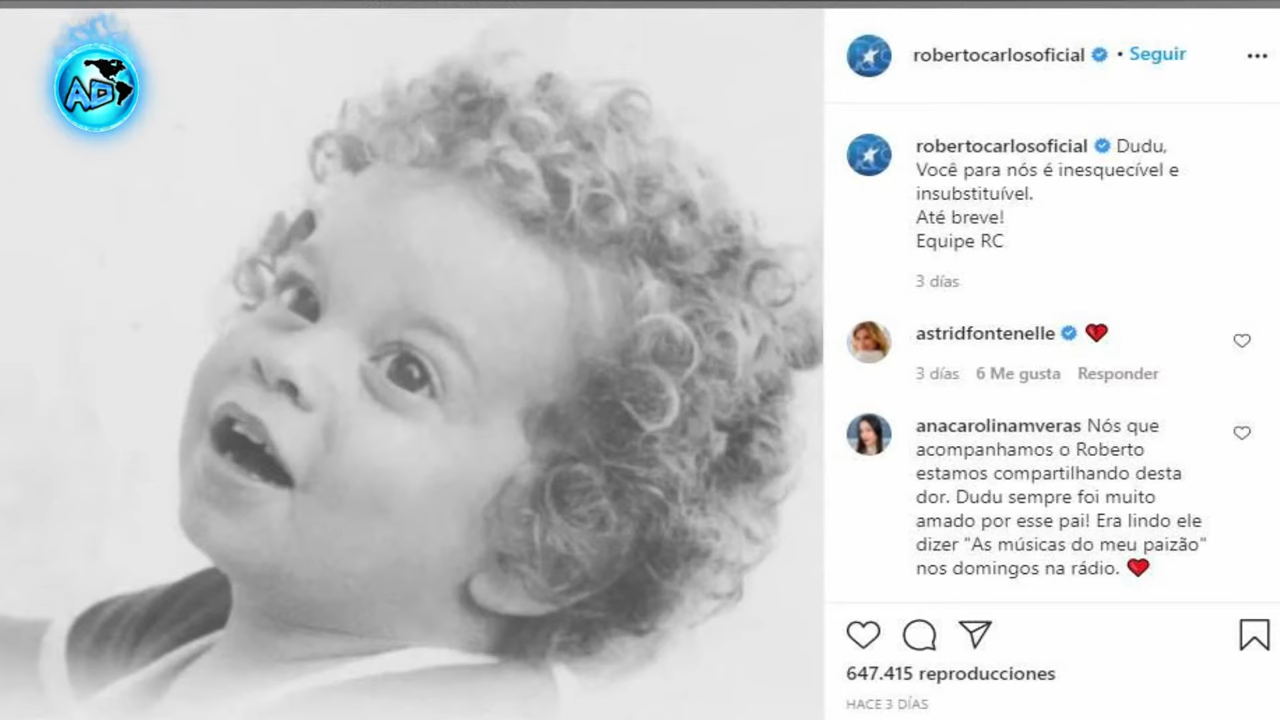 AD
robertocarlosoficial • Seguir
robertocarlosoficial Dudu,
Você para nós é inesquecível e
insubstituível.
Até breve!
Equipe RC
3 días
astridfontenelle
3 días 6 Me gusta Responder
anacarolinamveras Nós que
acompanhamos o Roberto
estamos compartilhando desta
dor. Dudu sempre foi muito
amado por esse pai! Era lindo ele
dizer "As músicas do meu paizão"
nos domingos na rádio.
647.415 reproducciones
HACE 3 DÍAS